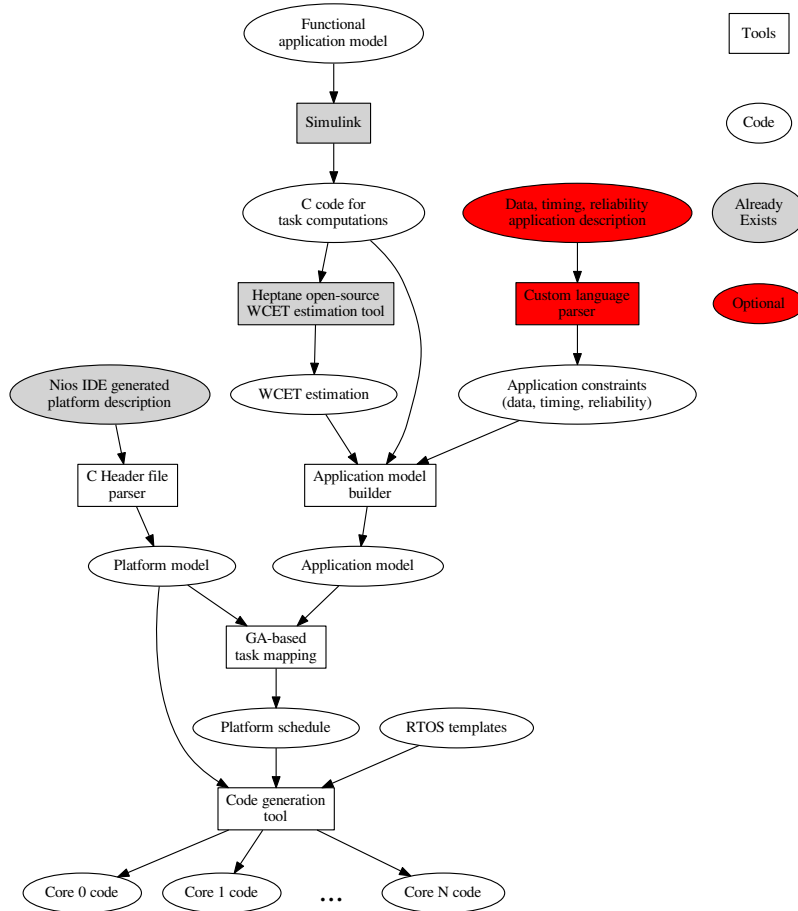 Functional
application model
Tools
Simulink
Code
C code for
task computations
Data, timing, reliability
application description
Already
Exists
Heptane open-source
WCET estimation tool
Custom language
parser
Optional
Nios IDE generated
platform description
WCET estimation
Application constraints
(data, timing, reliability)
C Header file
parser
Application model
builder
Platform model
Application model
GA-based
task mapping
Platform schedule
RTOS templates
Code generation
tool
Core 0 code
Core 1 code
...
Core N code